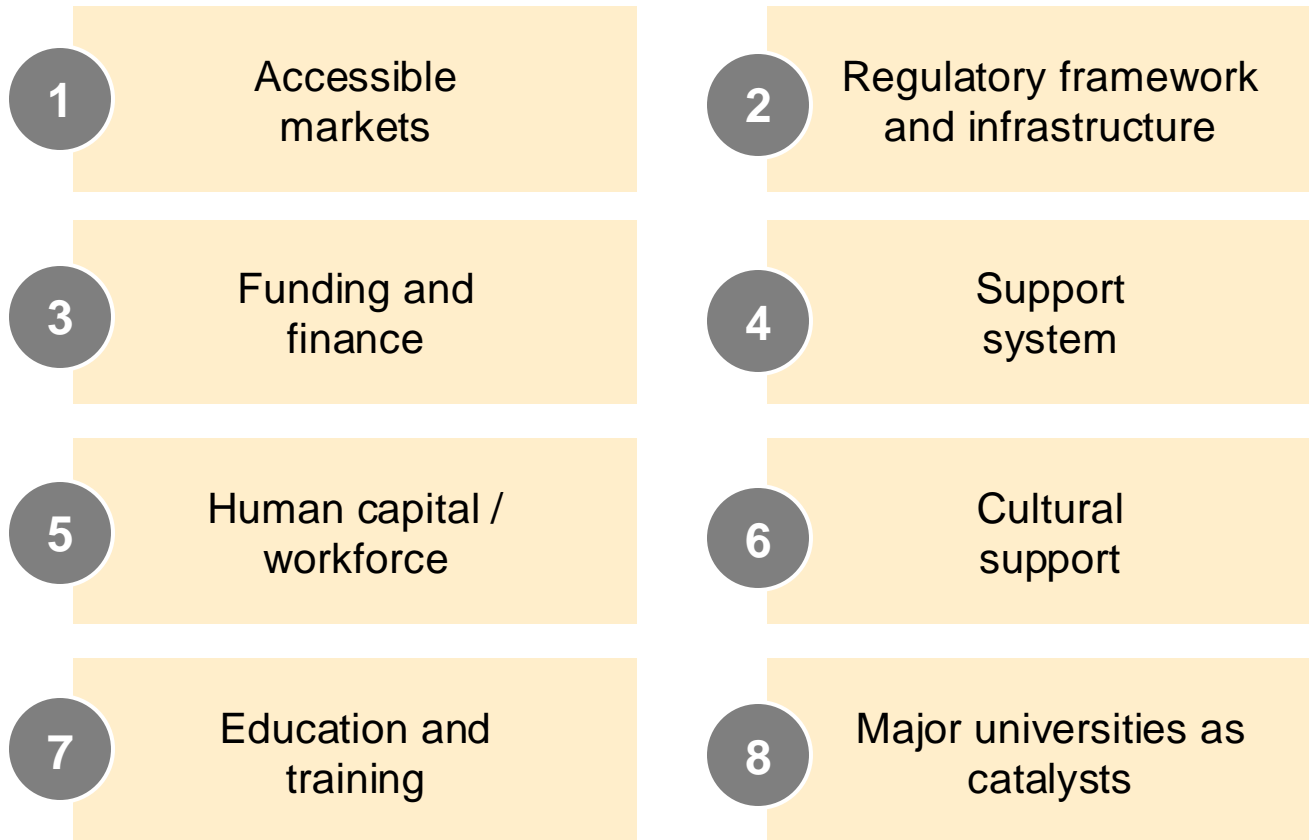 1
Accessible
markets
2
Regulatory framework
and infrastructure
3
Funding and
finance
4
Support
system
5
Human capital /
workforce
6
Cultural
support
7
Education and
training
8
Major universities as
catalysts